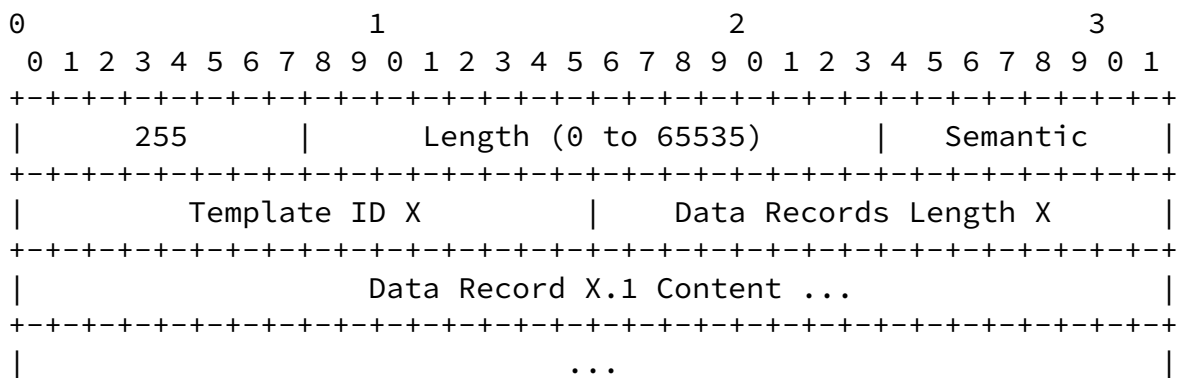 0                   1                   2                   3
 0 1 2 3 4 5 6 7 8 9 0 1 2 3 4 5 6 7 8 9 0 1 2 3 4 5 6 7 8 9 0 1
+-+-+-+-+-+-+-+-+-+-+-+-+-+-+-+-+-+-+-+-+-+-+-+-+-+-+-+-+-+-+-+-+
|      255      |      Length (0 to 65535)      |   Semantic    |
+-+-+-+-+-+-+-+-+-+-+-+-+-+-+-+-+-+-+-+-+-+-+-+-+-+-+-+-+-+-+-+-+
|         Template ID X         |    Data Records Length X      |
+-+-+-+-+-+-+-+-+-+-+-+-+-+-+-+-+-+-+-+-+-+-+-+-+-+-+-+-+-+-+-+-+
|                   Data Record X.1 Content ...                 |
+-+-+-+-+-+-+-+-+-+-+-+-+-+-+-+-+-+-+-+-+-+-+-+-+-+-+-+-+-+-+-+-+
|                              ...                              |